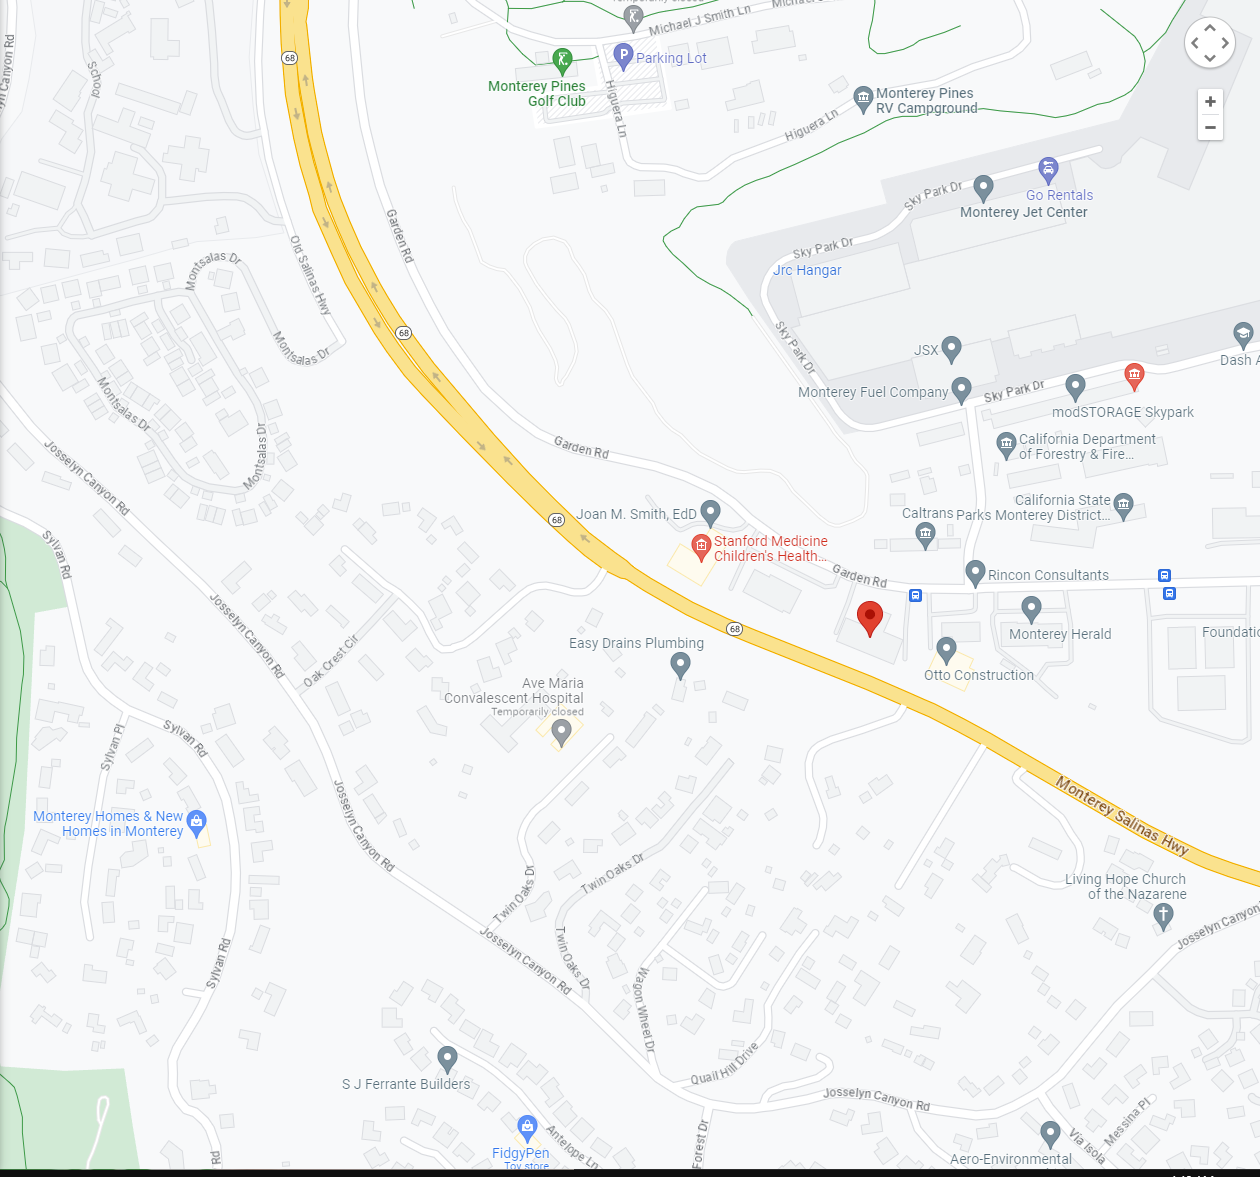 Michael J Smith Ln
68
Parking Lot
Monterey Pines
Golf Club
Monterey Pines
RV Campground
School
Higuera Ln
Higuera Ln
Go Rentals
Sky Park Dr
Monterey Jet Center
Garden Rd
Old Salinas Hwy
Sky Park Dr
Montsalas Dr
Jrc Hangar
68
Sky Park Dr
JSX
Montsalas Dr
Dash A
Monterey Fuel Company
Sky Park Dr
modSTORAGE Skypark
Montsalas Dr
Garden Rd
California Department
of Forestry & Fire...
Montsalas Dr
Josselyn Canyon Rd
California State
Parks Monterey District...
Caltrans
Joan M. Smith, EdD
68
Stanford Medicine
Children's Health...
Sylvan Rd
Garden Rd
Rincon Consultants
Josselyn Canyon Rd
68
Monterey Herald
Foundatio
Easy Drains Plumbing
Oak Crest Cir
Otto Construction
Ave Maria
Convalescent Hospital
Temporarily closed
Sylvan Pl
Sylvan Rd
Monterey Salinas Hwy
Monterey Homes & New
Homes in Monterey
Josselyn Canyon Rd
Twin Oaks Dr
Living Hope Church
of the Nazarene
Twin Oaks Dr
Josselyn Canyon
Sylvan Rd
Josselyn Canyon Rd
Twin Oaks Dr
Wagon Wheel Dr
Quail Hill Drive
S J Ferrante Builders
Josselyn Canyon Rd
Messina Pl
Via Isola
Forest Dr
Antelope Ln
FidgyPen
Toy store
Aero-Environmental
Rd